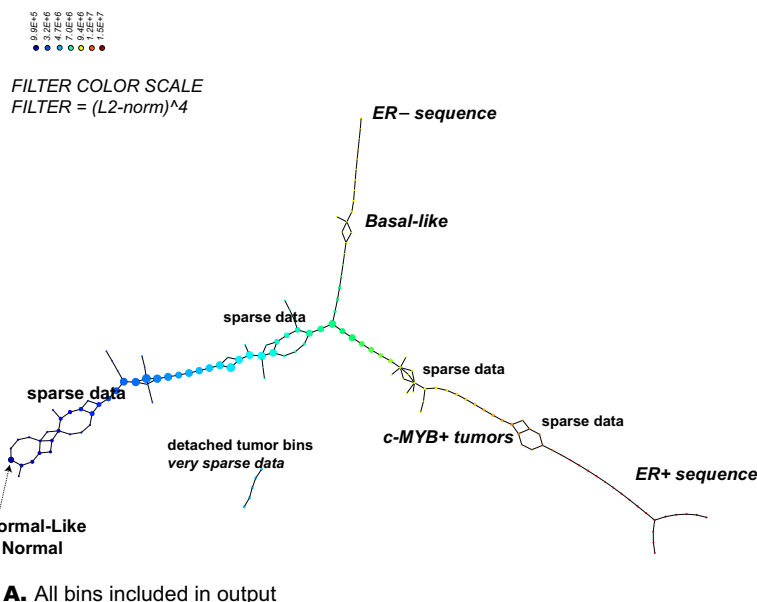 9.9E+5
3.2E+6
4.7E+6
7.0E+6
9.4E+6
1.2E+7
1.5E+7
FILTER COLOR SCALE
FILTER = (L2-norm)^4
ER– sequence
Basal-like
sparse data
sparse data
sparse data
sparse data
c-MYB+ tumors
detached tumor bins
very sparse data
ER+ sequence
ormal-Like
Normal
A. All bins included in output